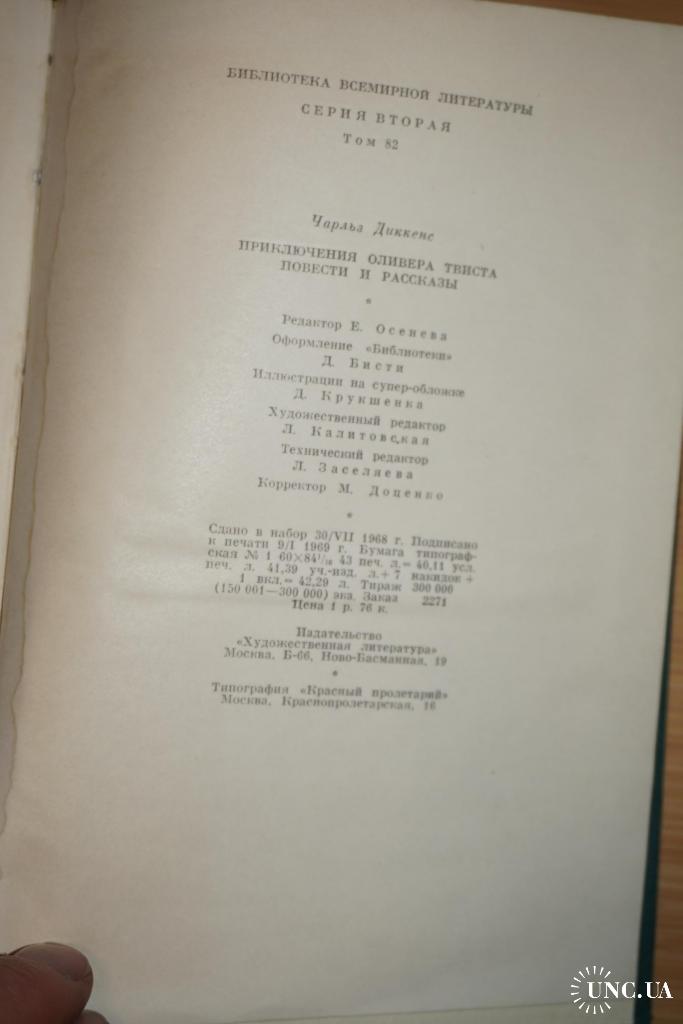 БИБЛИОТЕКА ВСЕМИРНОЙ ЛИТЕРАТУРЫ
СЕРИЯ ВТОРАЯ
Том 82
Чарльз Диккенс
ПРИКЛЮЧЕНИЯ ОЛИВЕРА ТВИСТА
ПОВЕСТИ И РАССКАЗЫ
*
Редактор Е. Осенева
Оформление «Библиотеки»
Д. Бисти
Иллюстрации на супер-обложке
Д. Крукшенка
Художественный редактор
Л. Калитовская
Технический редактор
Л. Заселяева
Корректор М. Доценко
*
Сдано в набор 30/VII 1968 г. Подписано
к печати 9/I 1969 г. Бумага типограф-
ская № 1 60×84¹/₁₆ 43 печ. л.= 40,11 усл.
печ. л. 41,39 уч.-изд. л.+ 7 накидок +
1 вкл.= 42,29 л. Тираж 300 000
(150 001—300 000) экз. Заказ 2271
Цена 1 р. 76 к.
Издательство
«Художественная литература»
Москва, Б-66, Ново-Басманная, 19
*
Типография «Красный пролетарий»
Москва, Краснопролетарская, 16
UNC.UA